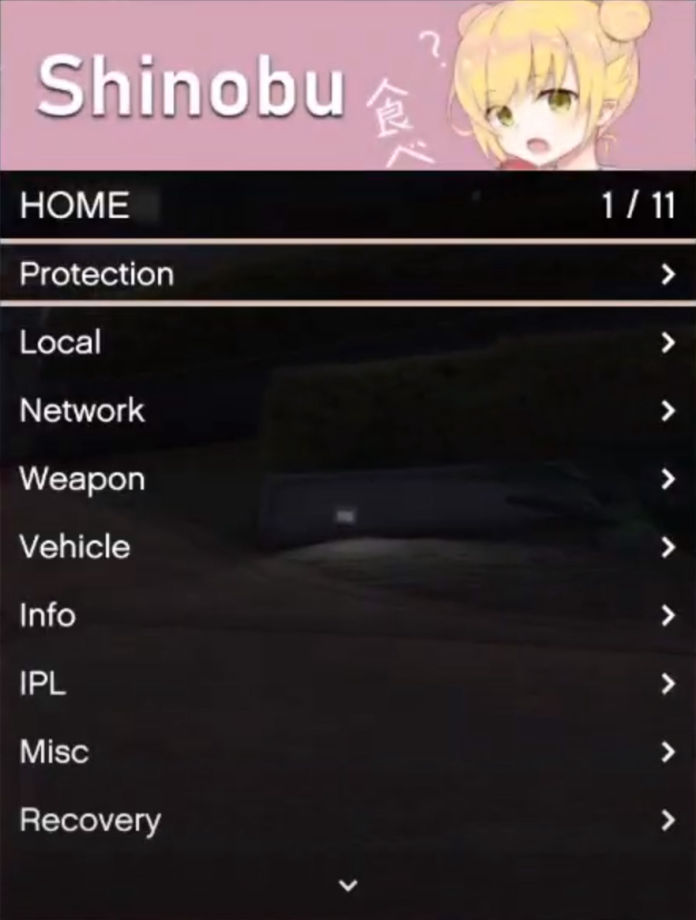 Shinobu
?
食べ
HOME 1 / 11
Protection
Local
Network
Weapon
Vehicle
Info
IPL
Misc
Recovery